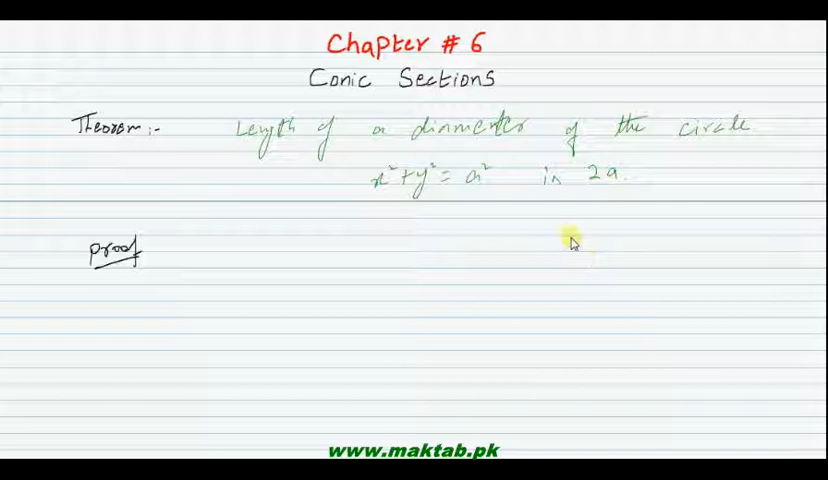 Chapter # 6
Conic Sections
Theorem:- Length of a diameter of the circle
x² + y² = a² is 2a.
Proof
www.maktab.pk